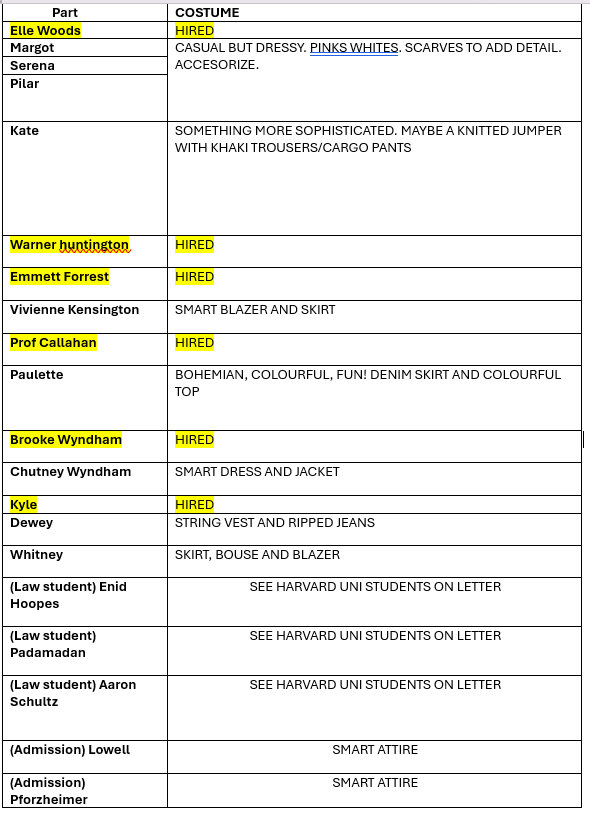 Part COSTUME
Elle Woods HIRED
Margot CASUAL BUT DRESSY. PINKS WHITES. SCARVES TO ADD DETAIL.
Serena ACCESORIZE.
Pilar
Kate SOMETHING MORE SOPHISTICATED. MAYBE A KNITTED JUMPER
WITH KHAKI TROUSERS/CARGO PANTS
Warner huntington HIRED
Emmett Forrest HIRED
Vivienne Kensington SMART BLAZER AND SKIRT
Prof Callahan HIRED
Paulette BOHEMIAN, COLOURFUL, FUN! DENIM SKIRT AND COLOURFUL
TOP
Brooke Wyndham HIRED
Chutney Wyndham SMART DRESS AND JACKET
Kyle HIRED
Dewey STRING VEST AND RIPPED JEANS
Whitney SKIRT, BOUSE AND BLAZER
(Law student) Enid SEE HARVARD UNI STUDENTS ON LETTER
Hoopes
(Law student) SEE HARVARD UNI STUDENTS ON LETTER
Padamadan
(Law student) Aaron SEE HARVARD UNI STUDENTS ON LETTER
Schultz
(Admission) Lowell SMART ATTIRE
(Admission) SMART ATTIRE
Pforzheimer